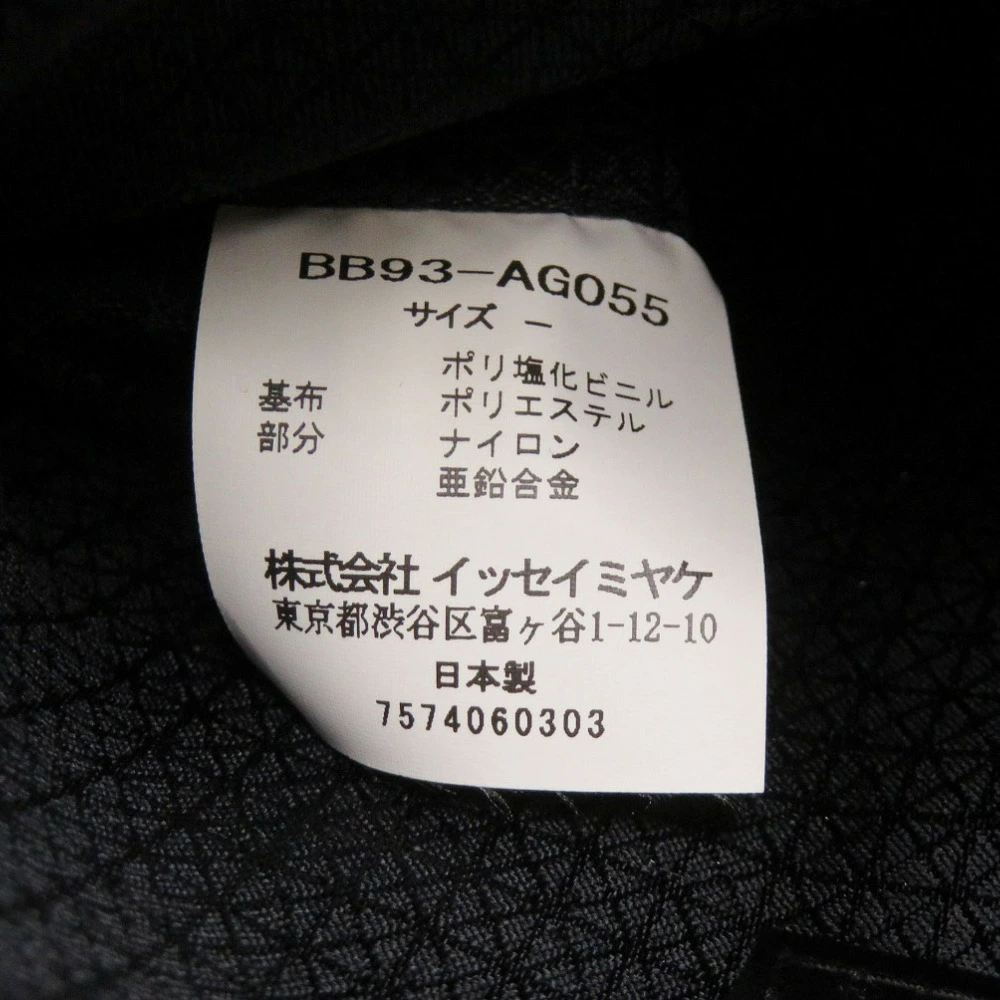 BB93-AG055
サイズ －
ポリ塩化ビニル
基布 ポリエステル
部分 ナイロン
亜鉛合金
株式会社 イッセイミヤケ
東京都渋谷区富ヶ谷1-12-10
日本製
7574060303